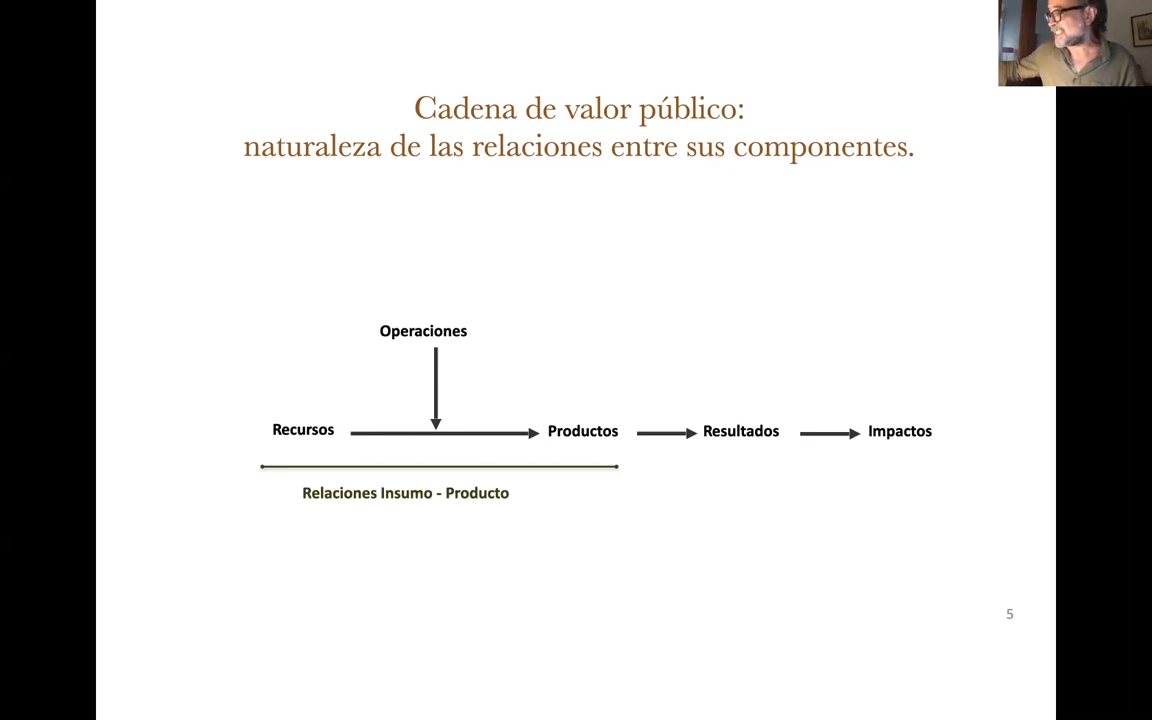 Cadena de valor público:
naturaleza de las relaciones entre sus componentes.
Operaciones
Recursos Productos Resultados Impactos
Relaciones Insumo - Producto
5